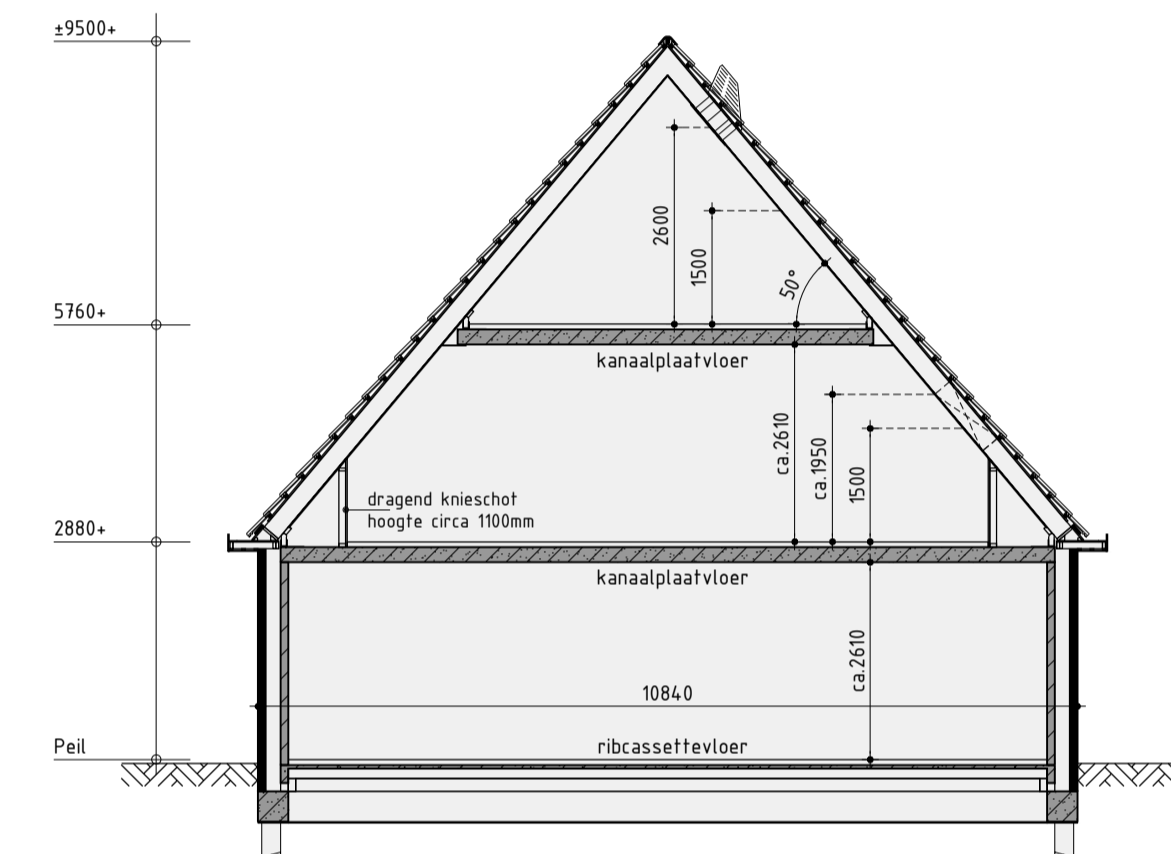 ±9500+
2600
1500
50°
5760+
kanaalplaatvloer
ca.2610
ca.1950
1500
dragend knieschot
hoogte circa 1100mm
2880+
kanaalplaatvloer
ca.2610
10840
Peil
ribcassettevloer